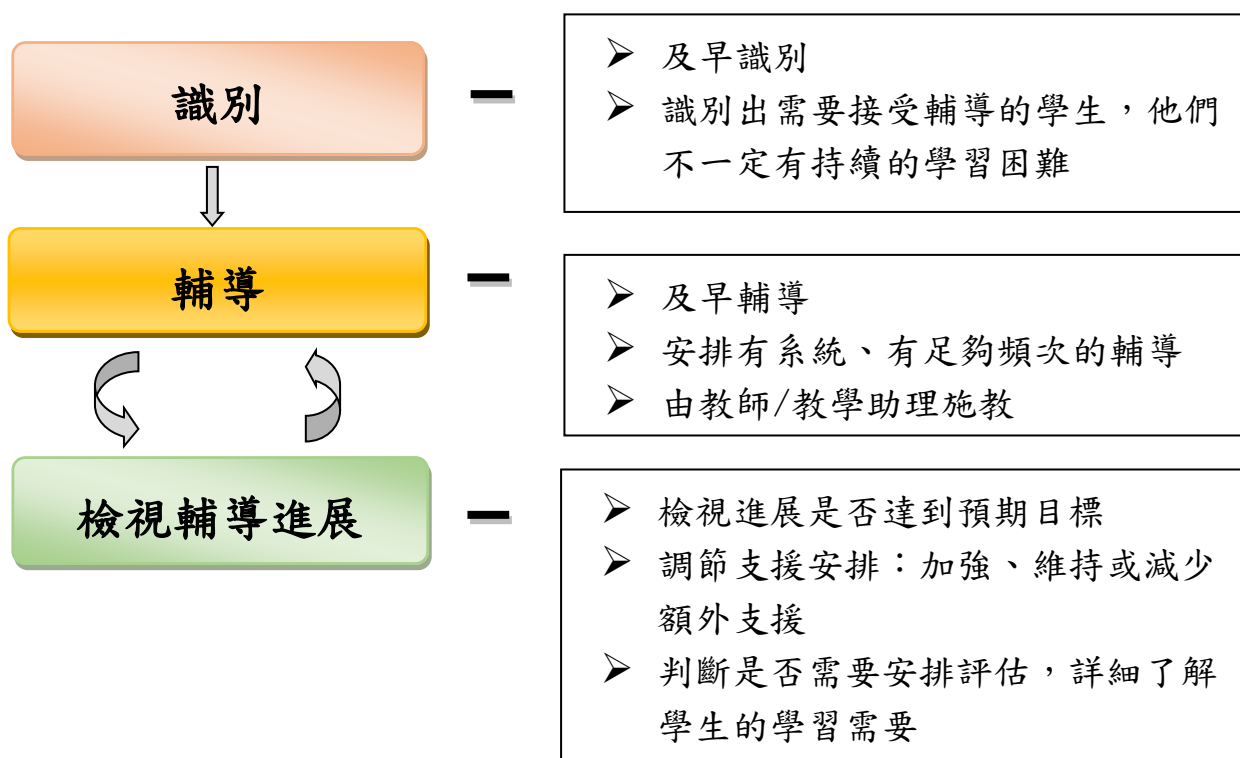 識別
➢ 及早識別
➢ 識別出需要接受輔導的學生，他們
不一定有持續的學習困難
輔導
➢ 及早輔導
➢ 安排有系統、有足夠頻次的輔導
➢ 由教師/教學助理施教
檢視輔導進展
➢ 檢視進展是否達到預期目標
➢ 調節支援安排：加強、維持或減少
額外支援
➢ 判斷是否需要安排評估，詳細了解
學生的學習需要